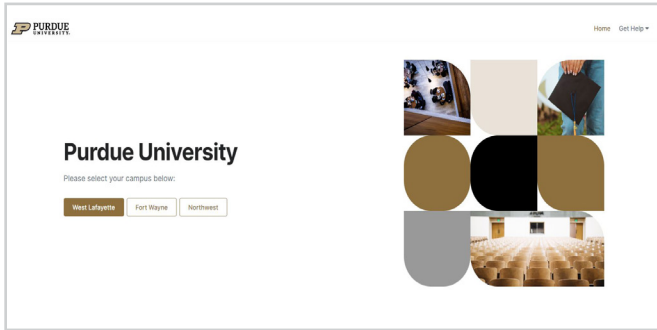 PURDUE
UNIVERSITY.
Home Get Help
Purdue University
Please select your campus below:
West Lafayette Fort Wayne Northwest